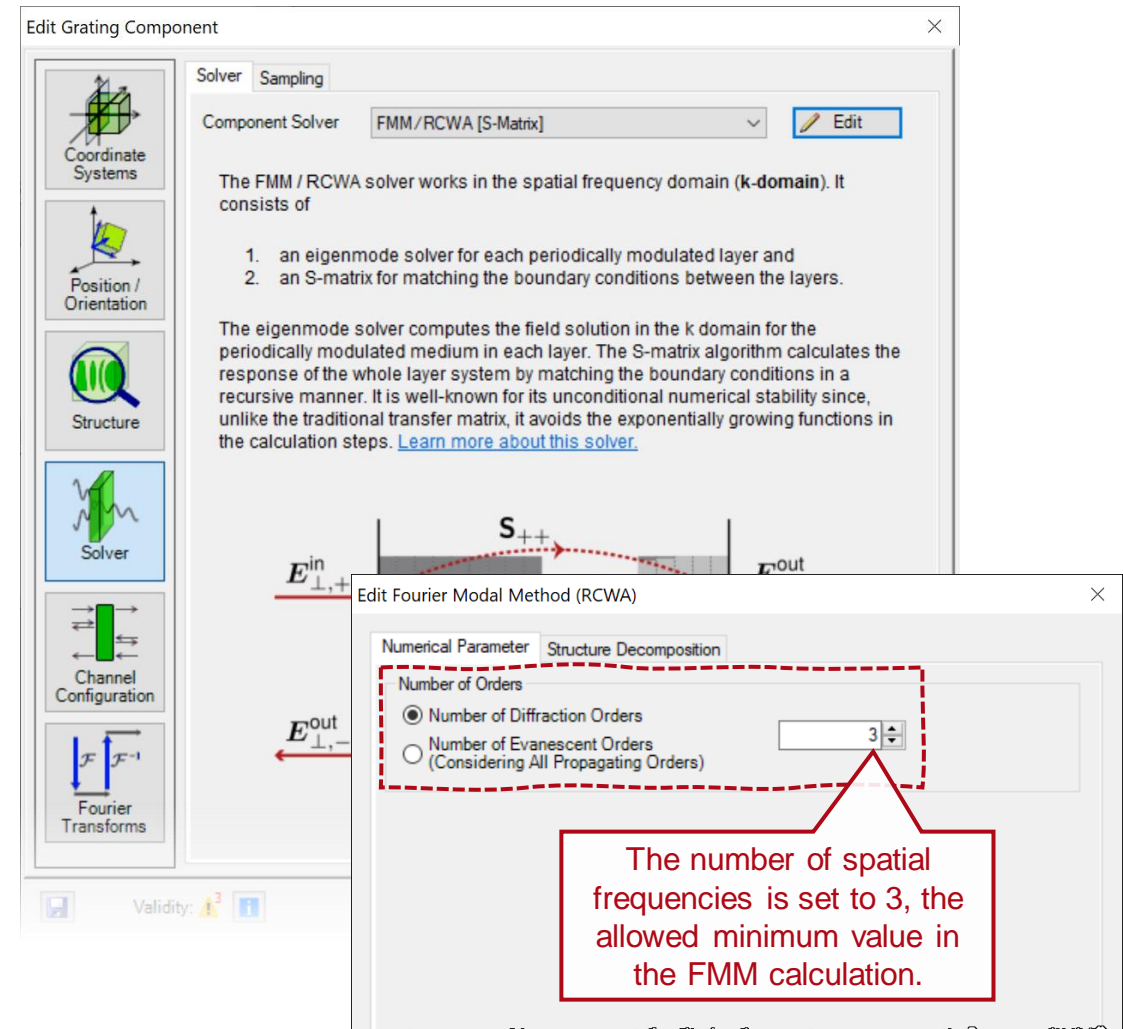 Edit Grating Component
Coordinate
Systems
Position /
Orientation
Structure
Solver
Channel
Configuration
F F⁻¹
Fourier
Transforms
Solver Sampling
Component Solver FMM/RCWA [S-Matrix] Edit
The FMM / RCWA solver works in the spatial frequency domain (k-domain). It
consists of
1. an eigenmode solver for each periodically modulated layer and
2. an S-matrix for matching the boundary conditions between the layers.
The eigenmode solver computes the field solution in the k domain for the
periodically modulated medium in each layer. The S-matrix algorithm calculates the
response of the whole layer system by matching the boundary conditions in a
recursive manner. It is well-known for its unconditional numerical stability since,
unlike the traditional transfer matrix, it avoids the exponentially growing functions in
the calculation steps. Learn more about this solver.
S₊₊
E⊥,+ in
out
E⊥,− out
Validity: 3
Edit Fourier Modal Method (RCWA)
Numerical Parameter Structure Decomposition
Number of Orders
Number of Diffraction Orders
3
Number of Evanescent Orders
(Considering All Propagating Orders)
The number of spatial
frequencies is set to 3, the
allowed minimum value in
the FMM calculation.